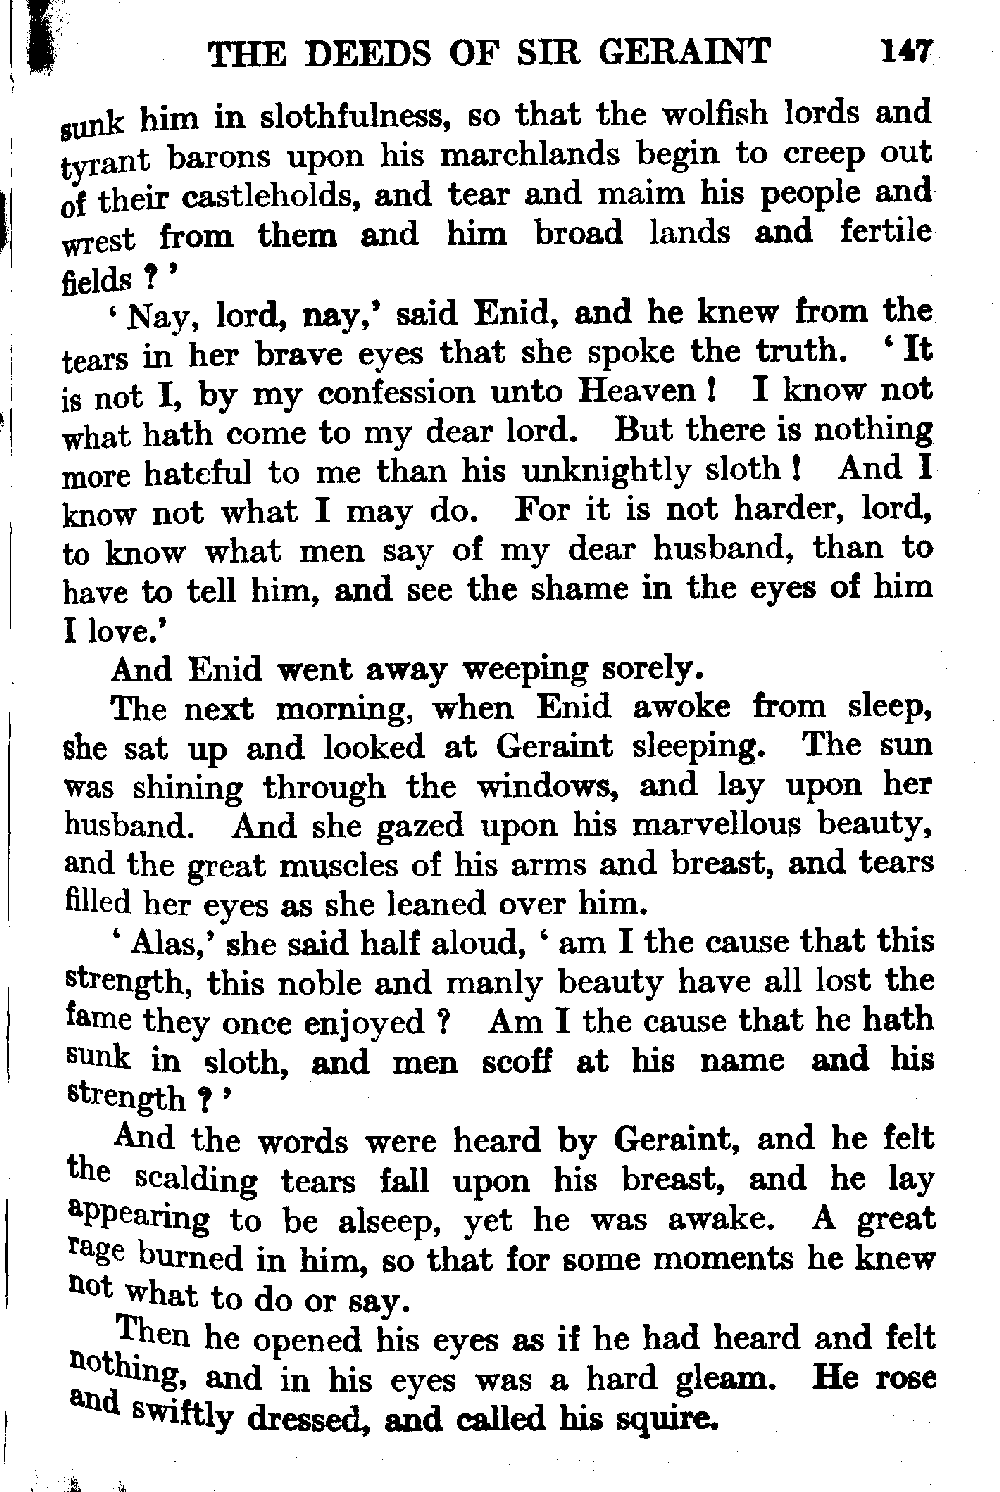 THE DEEDS OF SIR GERAINT 147
sunk him in slothfulness, so that the wolfish lords and
tyrant barons upon his marchlands begin to creep out
of their castleholds, and tear and maim his people and
wrest from them and him broad lands and fertile
fields ? ’
‘ Nay, lord, nay,’ said Enid, and he knew from the
tears in her brave eyes that she spoke the truth. ‘ It
is not I, by my confession unto Heaven ! I know not
what hath come to my dear lord. But there is nothing
more hateful to me than his unknightly sloth ! And I
know not what I may do. For it is not harder, lord,
to know what men say of my dear husband, than to
have to tell him, and see the shame in the eyes of him
I love.’
And Enid went away weeping sorely.
The next morning, when Enid awoke from sleep,
she sat up and looked at Geraint sleeping. The sun
was shining through the windows, and lay upon her
husband. And she gazed upon his marvellous beauty,
and the great muscles of his arms and breast, and tears
filled her eyes as she leaned over him.
‘ Alas,’ she said half aloud, ‘ am I the cause that this
strength, this noble and manly beauty have all lost the
fame they once enjoyed ? Am I the cause that he hath
sunk in sloth, and men scoff at his name and his
strength ? ’
And the words were heard by Geraint, and he felt
the scalding tears fall upon his breast, and he lay
appearing to be alseep, yet he was awake. A great
rage burned in him, so that for some moments he knew
not what to do or say.
Then he opened his eyes as if he had heard and felt
nothing, and in his eyes was a hard gleam. He rose
and swiftly dressed, and called his squire.